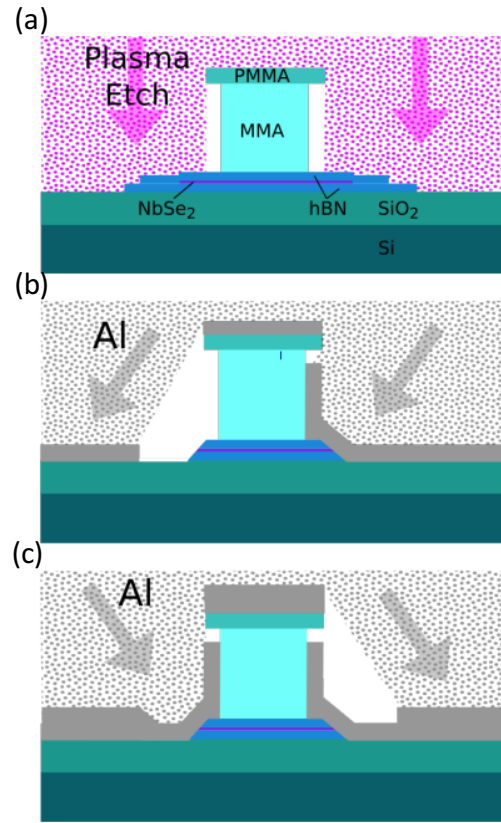 (a)
Plasma
Etch
PMMA
MMA
NbSe₂
hBN
SiO₂
Si
(b)
Al
(c)
Al